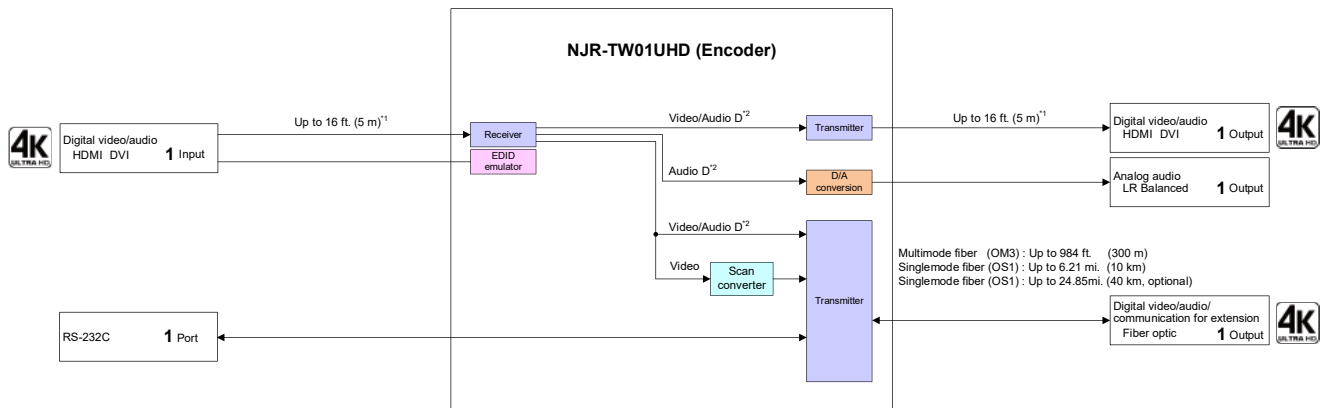 NJR-TW01UHD (Encoder)
4K
ULTRA HD
Digital video/audio
HDMI DVI 1 Input
Up to 16 ft. (5 m)*1
Receiver
EDID
emulator
Video/Audio D*2
Transmitter
Up to 16 ft. (5 m)*1
Digital video/audio
HDMI DVI 1 Output
4K
ULTRA HD
Audio D*2
D/A
conversion
Analog audio
LR Balanced 1 Output
Video/Audio D*2
Video
Scan
converter
Transmitter
Multimode fiber (OM3) : Up to 984 ft. (300 m)
Singlemode fiber (OS1) : Up to 6.21 mi. (10 km)
Singlemode fiber (OS1) : Up to 24.85mi. (40 km, optional)
Digital video/audio/
communication for extension
Fiber optic 1 Output
4K
ULTRA HD
RS-232C 1 Port